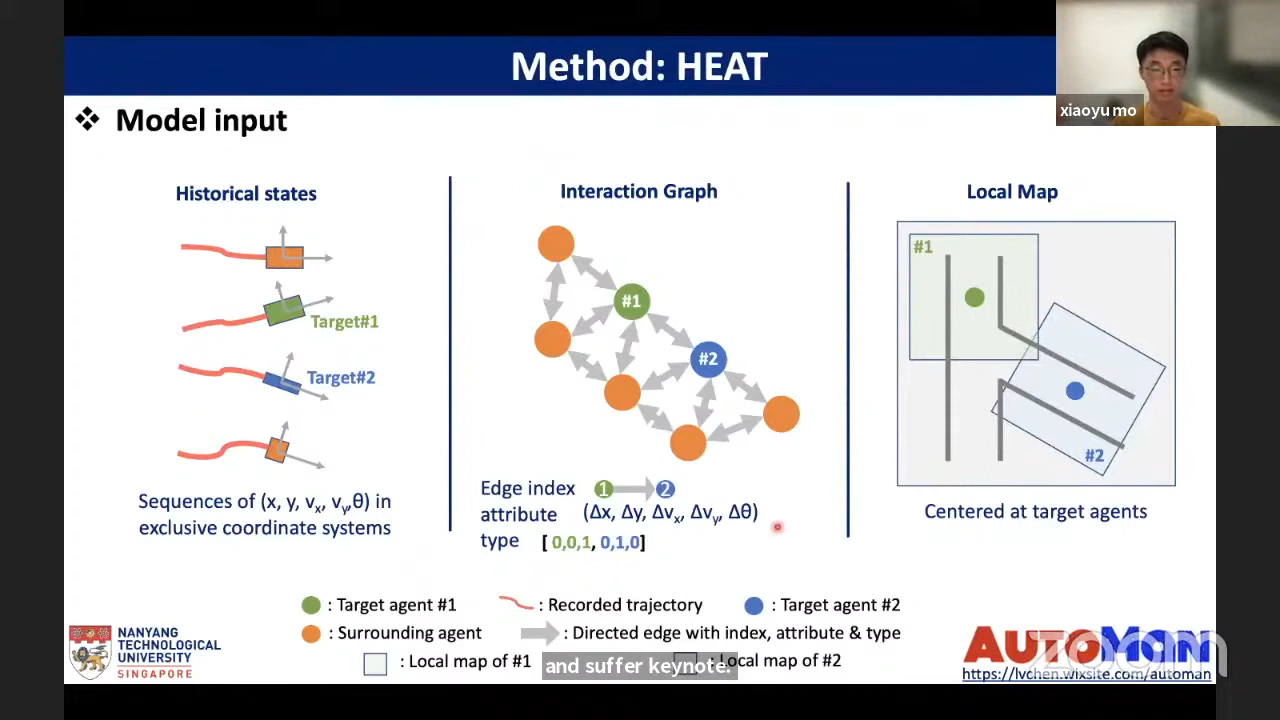 Method: HEAT
xiaoyu mo
❖ Model input
Historical states
Target#1
Target#2
Sequences of (x, y, vx, vy,θ) in
exclusive coordinate systems
Interaction Graph
#1
#2
Edge index 1 2
attribute (Δx, Δy, Δvx, Δvy, Δθ)
type [ 0,0,1, 0,1,0]
Local Map
#1
#2
Centered at target agents
: Target agent #1 : Recorded trajectory : Target agent #2
: Surrounding agent : Directed edge with index, attribute & type
: Local map of #1 : Local map of #2
and suffer keynote.
NANYANG
TECHNOLOGICAL
UNIVERSITY
SINGAPORE
AUTOMAN
zoom
https://lvchen.wixsite.com/automan